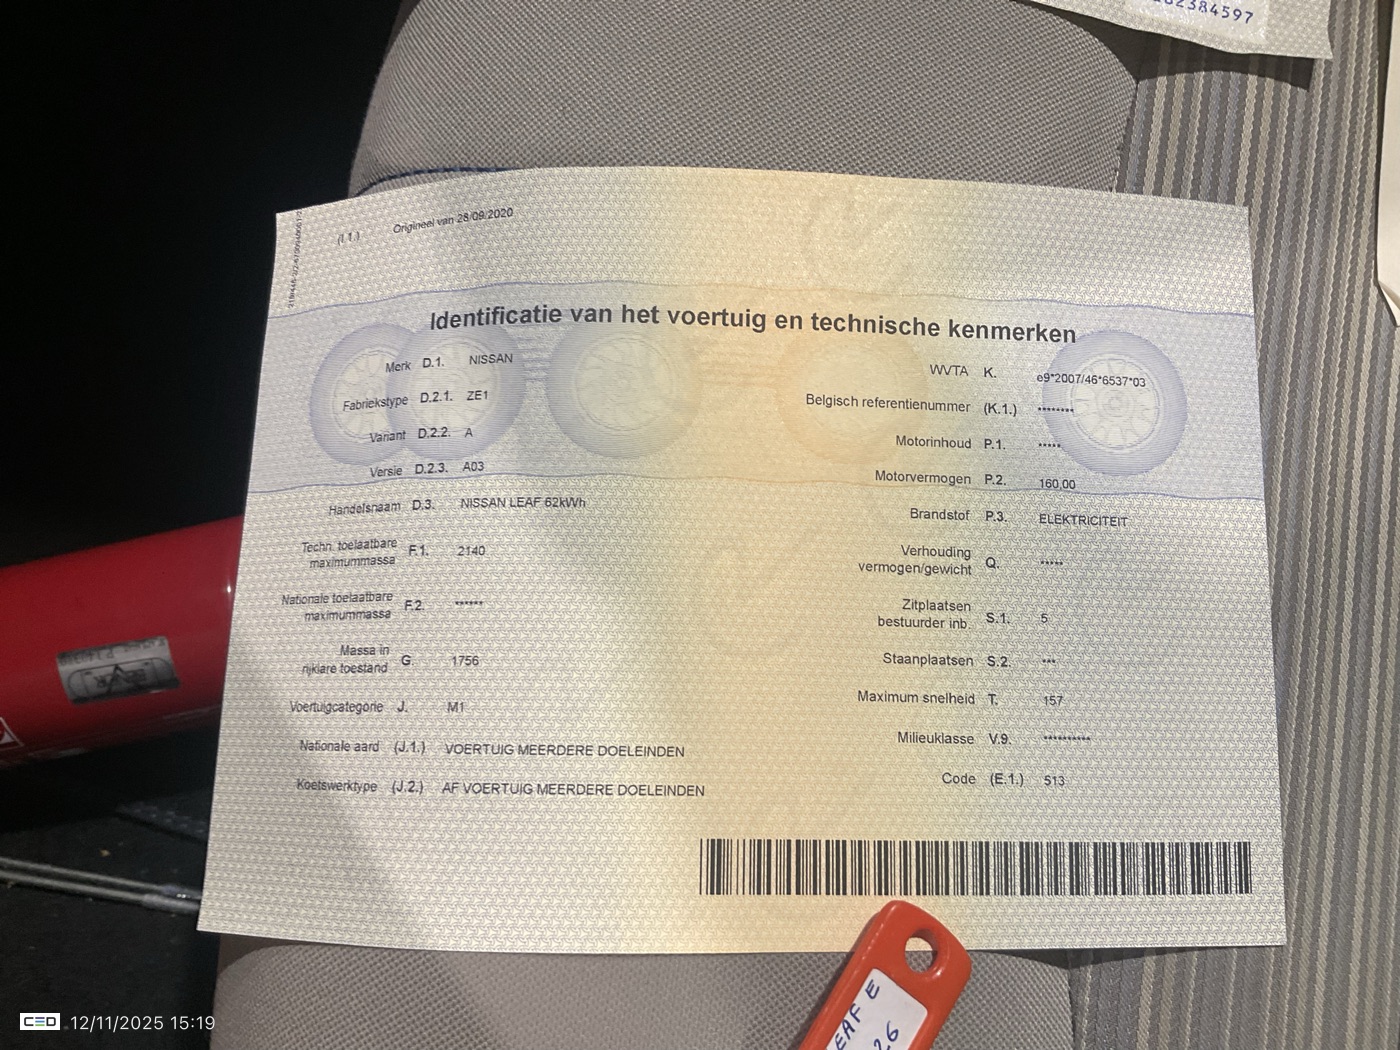 2384597
(I.1.) Origineel van 28/09/2020
Identificatie van het voertuig en technische kenmerken
Merk D.1. NISSAN
Fabriekstype D.2.1. ZE1
Variant D.2.2. A
Versie D.2.3. A03
Handelsnaam D.3. NISSAN LEAF 62kWh
Techn. toelaatbare
maximummassa F.1. 2140
Nationale toelaatbare
maximummassa F.2. ******
Massa in
rijklare toestand G. 1756
Voertuigcategorie J. M1
Nationale aard (J.1.) VOERTUIG MEERDERE DOELEINDEN
Koetswerktype (J.2.) AF VOERTUIG MEERDERE DOELEINDEN
WVTA K. e9*2007/46*6537*03
Belgisch referentienummer (K.1.) ********
Motorinhoud P.1. *****
Motorvermogen P.2. 160,00
Brandstof P.3. ELEKTRICITEIT
Verhouding
vermogen/gewicht Q. *****
Zitplaatsen
bestuurder inb. S.1. 5
Staanplaatsen S.2. ***
Maximum snelheid T. 157
Milieuklasse V.9. **********
Code (E.1.) 513
EAF E
26
CED 12/11/2025 15:19